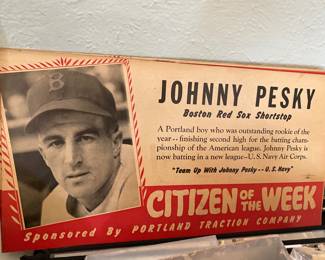 B
JOHNNY PESKY
Boston Red Sox Shortstop
A Portland boy who was outstanding rookie of the
year -- finishing second high for the batting cham-
pionship of the American league. Johnny Pesky is
now batting in a new league--U.S. Navy Air Corps.
"Team Up With Johnny Pesky -- U.S. Navy"
CITIZEN OF THE WEEK
Sponsored By PORTLAND TRACTION COMPANY